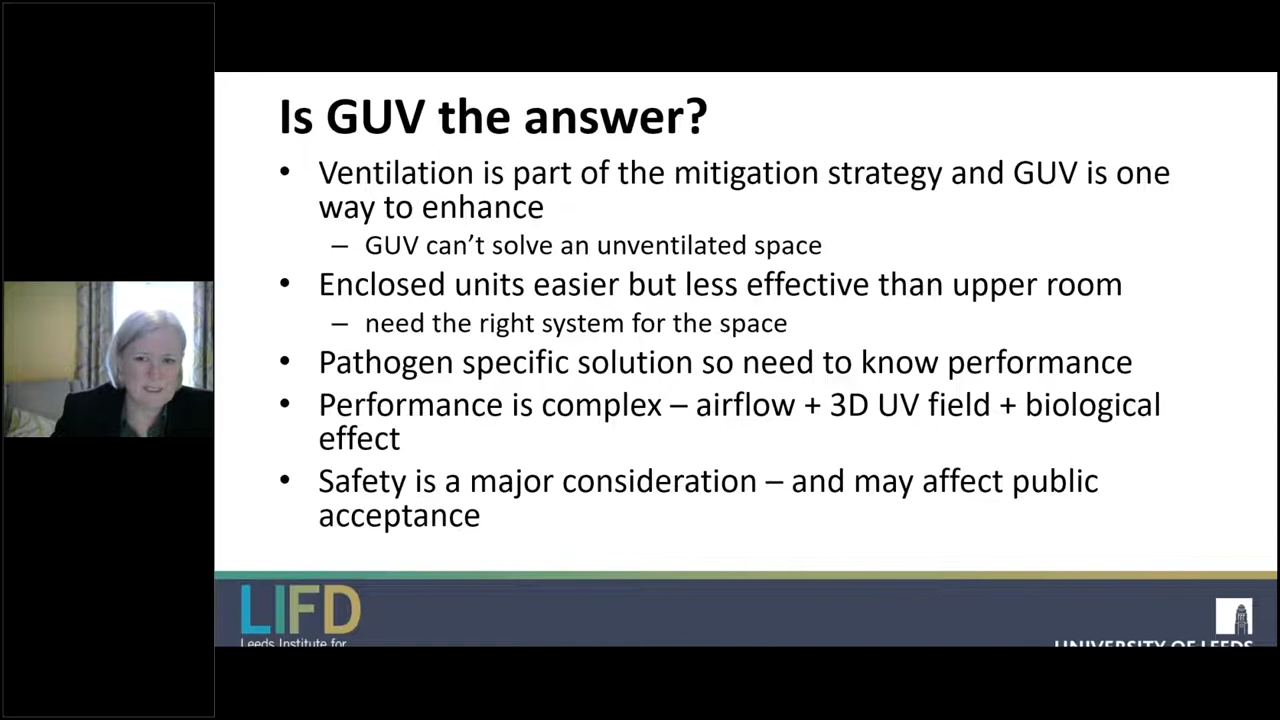 Is GUV the answer?
• Ventilation is part of the mitigation strategy and GUV is one
way to enhance
– GUV can’t solve an unventilated space
• Enclosed units easier but less effective than upper room
– need the right system for the space
• Pathogen specific solution so need to know performance
• Performance is complex – airflow + 3D UV field + biological
effect
• Safety is a major consideration – and may affect public
acceptance
LIFD
Leeds Institute for
UNIVERSITY OF LEEDS